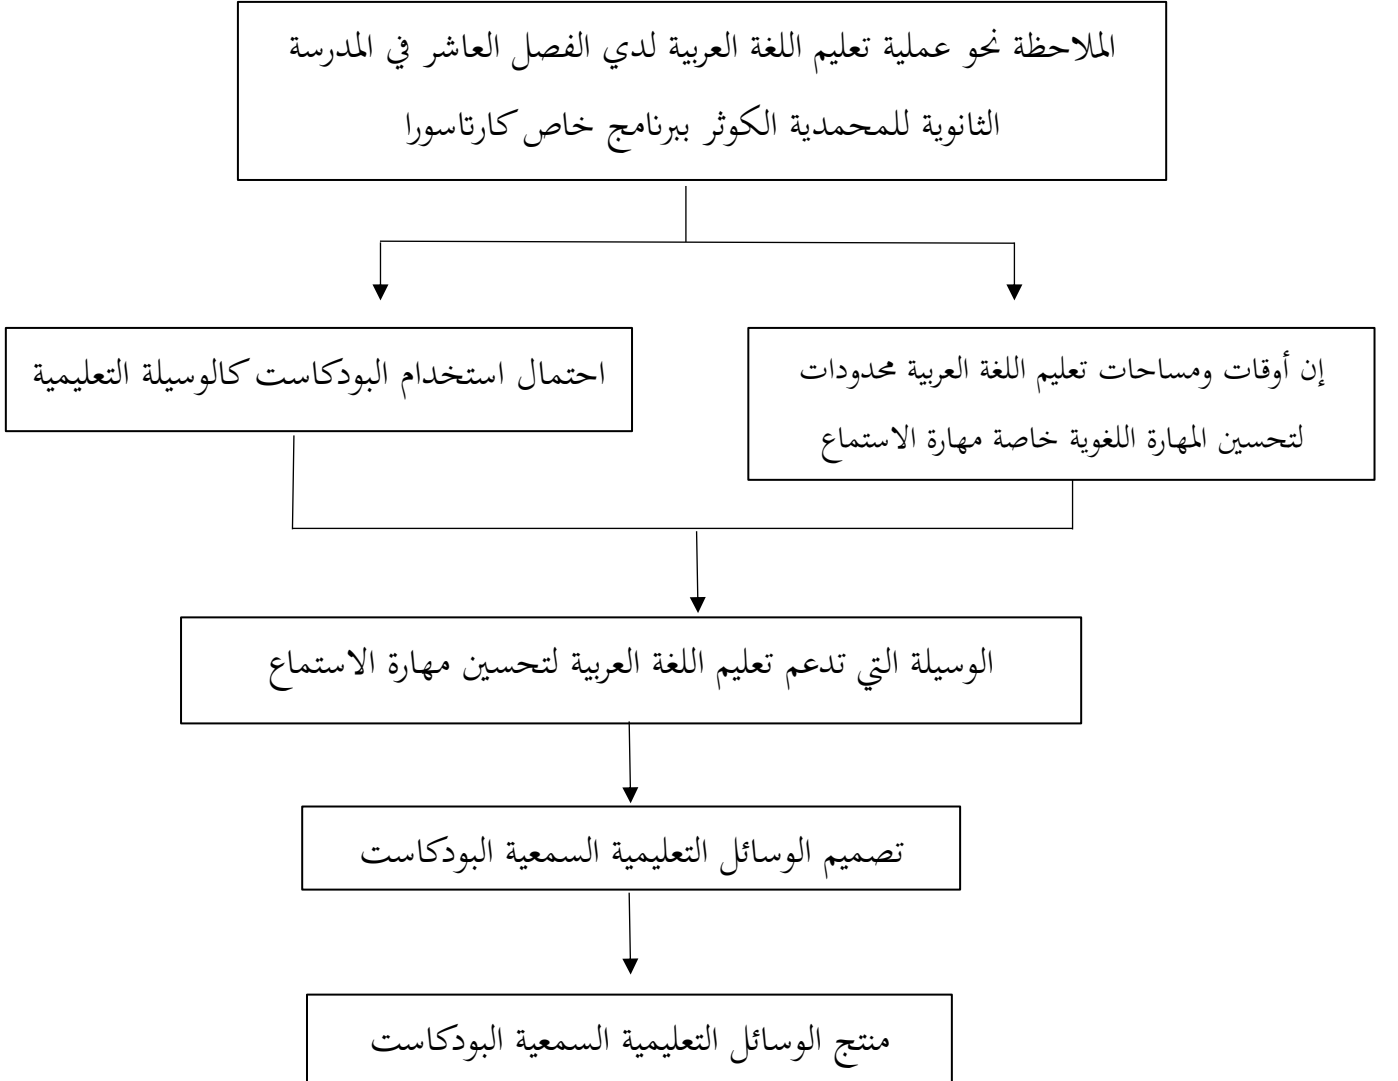 الملاحظة نحو عملية تعليم اللغة العربية لدي الفصل العاشر في المدرسة
الثانوية للمحمدية الكوثر ببرنامج خاص كارتاسورا
إن أوقات ومساحات تعليم اللغة العربية محدودات
لتحسين المهارة اللغوية خاصة مهارة الاستماع
احتمال استخدام البودكاست كالوسيلة التعليمية
الوسيلة التي تدعم تعليم اللغة العربية لتحسين مهارة الاستماع
تصميم الوسائل التعليمية السمعية البودكاست
منتج الوسائل التعليمية السمعية البودكاست